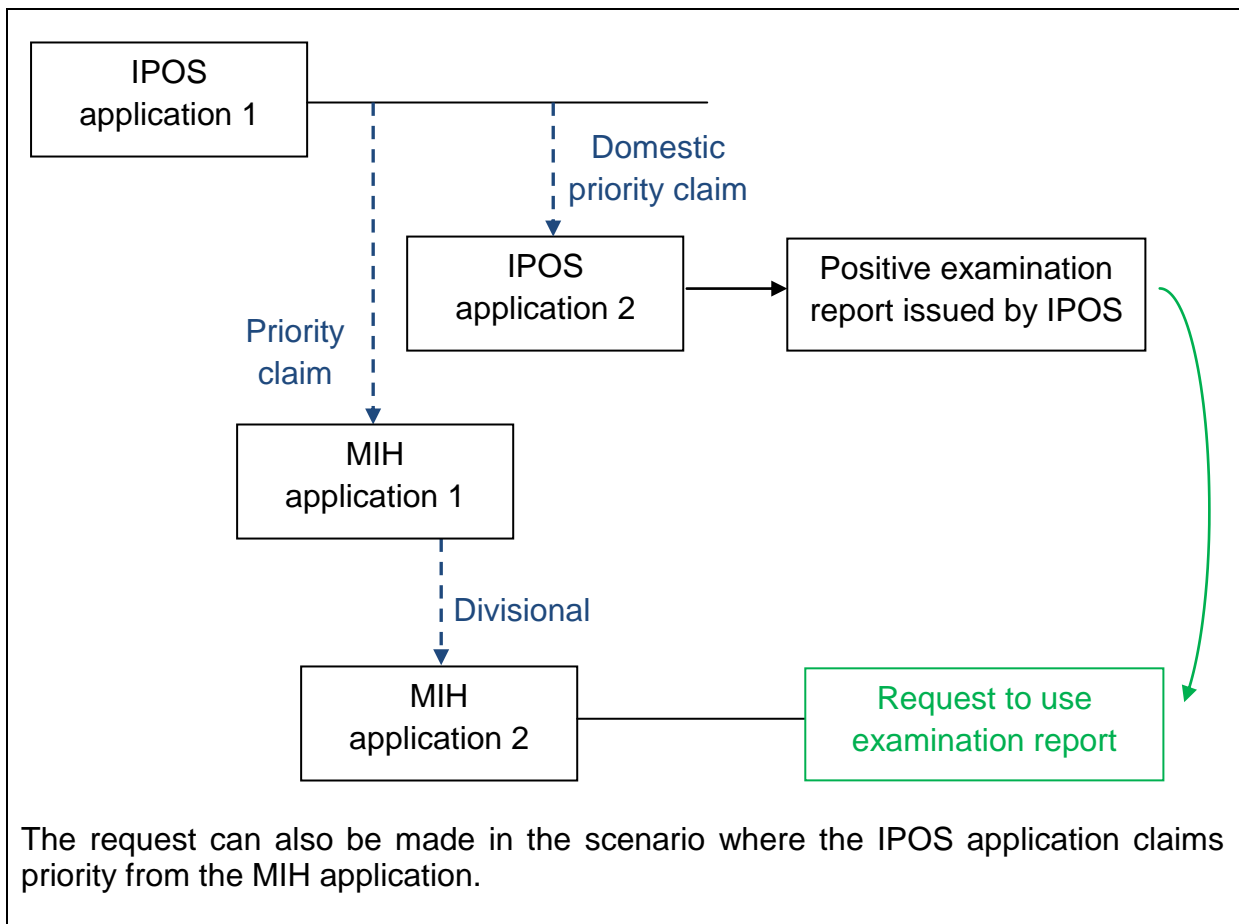 IPOS
application 1
Domestic
priority claim
IPOS
application 2
Positive examination
report issued by IPOS
Priority
claim
MIH
application 1
Divisional
MIH
application 2
Request to use
examination report
The request can also be made in the scenario where the IPOS application claims
priority from the MIH application.